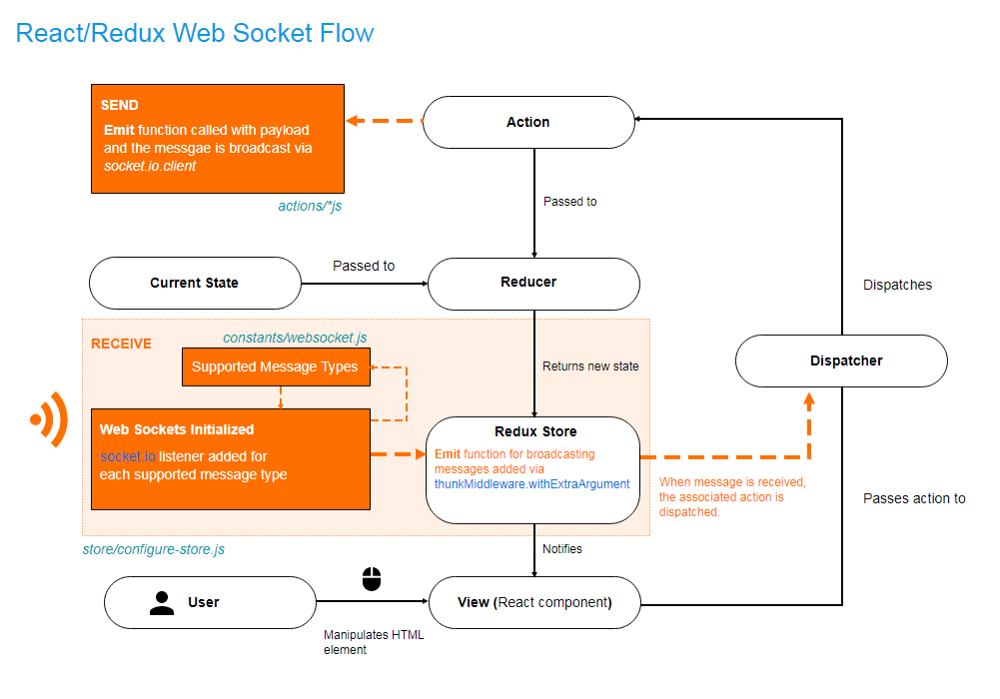 React/Redux Web Socket Flow
SEND
Emit function called with payload
and the messgae is broadcast via
socket.io.client
actions/*js
Action
Passed to
Current State
Passed to
Reducer
Dispatches
RECEIVE
constants/websocket.js
Supported Message Types
Returns new state
Dispatcher
Web Sockets Initialized
socket.io listener added for
each supported message type
Redux Store
Emit function for broadcasting
messages added via
thunkMiddleware.withExtraArgument
When message is received,
the associated action is
dispatched.
Passes action to
store/configure-store.js
Notifies
User
Manipulates HTML
element
View (React component)